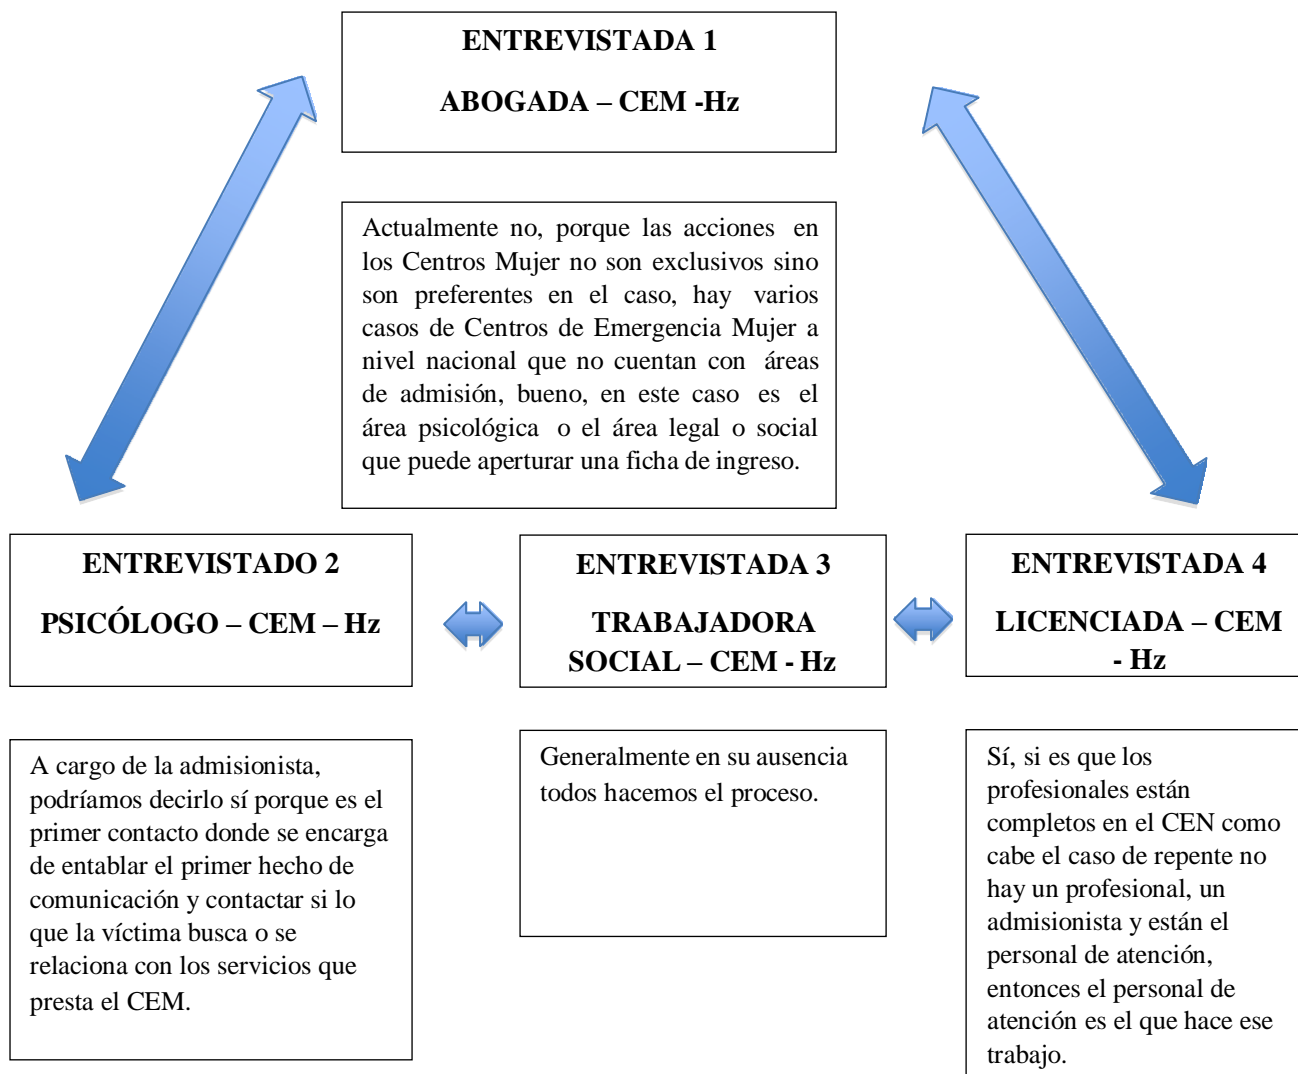 ENTREVISTADA 1
ABOGADA – CEM -Hz
Actualmente no, porque las acciones en
los Centros Mujer no son exclusivos sino
son preferentes en el caso, hay varios
casos de Centros de Emergencia Mujer a
nivel nacional que no cuentan con áreas
de admisión, bueno, en este caso es el
área psicológica o el área legal o social
que puede aperturar una ficha de ingreso.
ENTREVISTADO 2
PSICÓLOGO – CEM – Hz
A cargo de la admisionista,
podríamos decirlo sí porque es el
primer contacto donde se encarga
de entablar el primer hecho de
comunicación y contactar si lo
que la víctima busca o se
relaciona con los servicios que
presta el CEM.
ENTREVISTADA 3
TRABAJADORA
SOCIAL – CEM - Hz
Generalmente en su ausencia
todos hacemos el proceso.
ENTREVISTADA 4
LICENCIADA – CEM
- Hz
Sí, si es que los
profesionales están
completos en el CEN como
cabe el caso de repente no
hay un profesional, un
admisionista y están el
personal de atención,
entonces el personal de
atención es el que hace ese
trabajo.